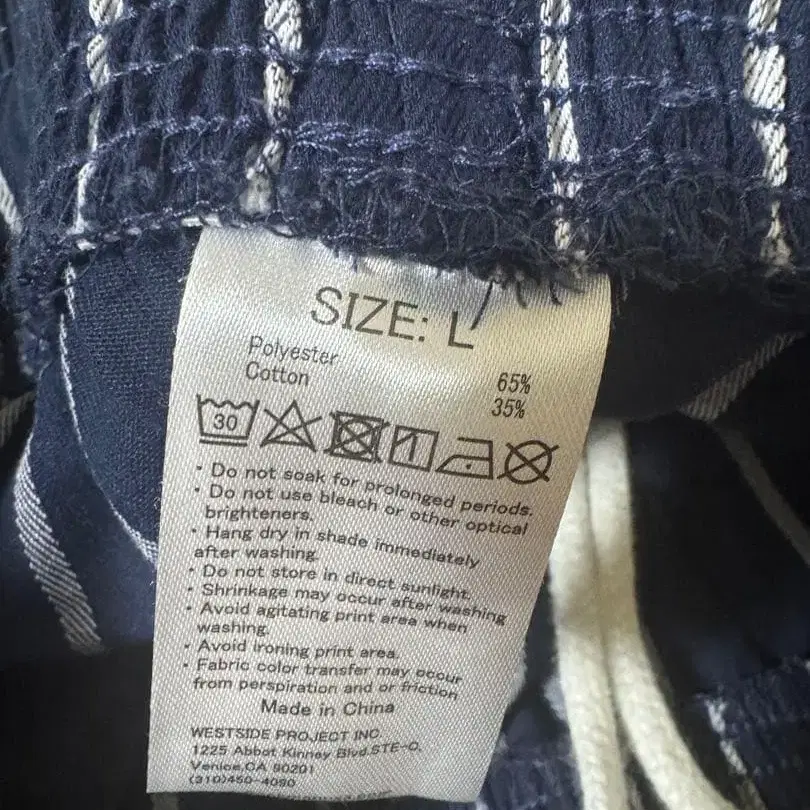 SIZE: L
Polyester 65%
Cotton 35%
30
• Do not soak for prolonged periods.
• Do not use bleach or other optical
brighteners.
• Hang dry in shade immediately
after washing.
• Do not store in direct sunlight.
• Shrinkage may occur after washing
• Avoid agitating print area when
washing.
• Avoid ironing print area.
• Fabric color transfer may occur
from perspiration and or friction
Made in China
WESTSIDE PROJECT INC.
1225 Abbot Kinney Blvd.STE-C,
Venice,CA 90201
(310)450-4090